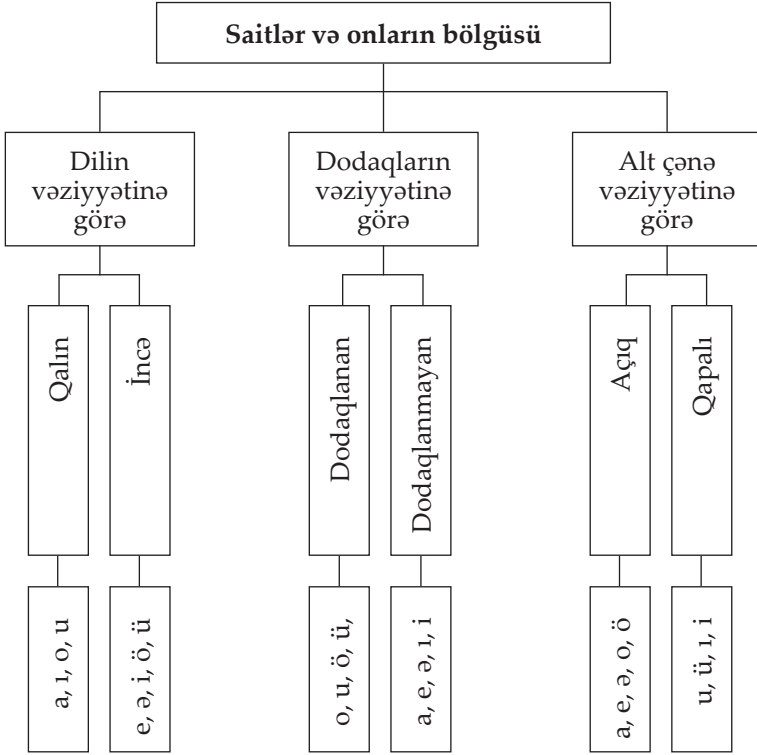 Saitlər və onların bölgüsü
Dilin
vəziyyətinə
görə
Dodaqların
vəziyyətinə
görə
Alt çənə
vəziyyətinə
görə
Qalın
İncə
Dodaqlanan
Dodaqlanmayan
Açıq
Qapalı
a, ı, o, u
e, ə, i, ö, ü
o, u, ö, ü,
a, e, ə, ı, i
a, e, ə, o, ö
u, ü, ı, i